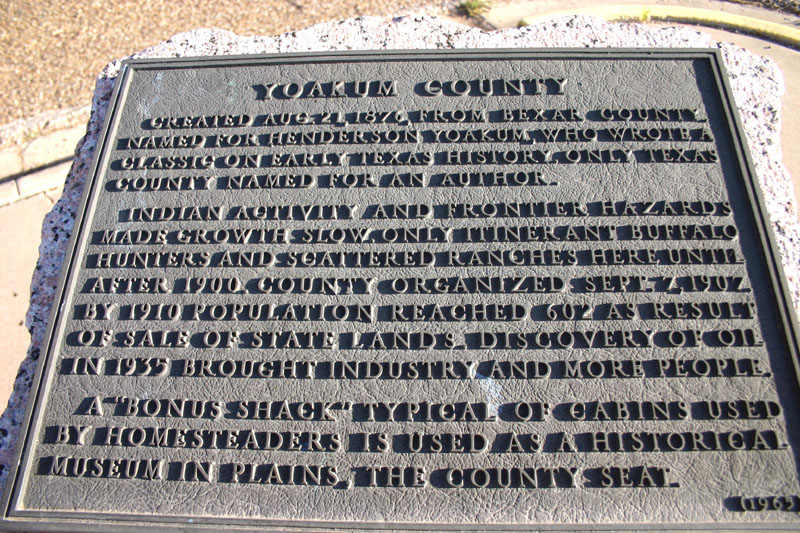 YOAKUM COUNTY
CREATED AUG. 21, 1876, FROM BEXAR COUNTY.
NAMED FOR HENDERSON YOAKUM, WHO WROTE A
CLASSIC ON EARLY TEXAS HISTORY. ONLY TEXAS
COUNTY NAMED FOR AN AUTHOR.
INDIAN ACTIVITY AND FRONTIER HAZARDS
MADE GROWTH SLOW. ONLY ITINERANT BUFFALO
HUNTERS AND SCATTERED RANCHES HERE UNTIL
AFTER 1900. COUNTY ORGANIZED SEPT. 7, 1907.
BY 1910 POPULATION REACHED 602 AS RESULT
OF SALE OF STATE LANDS. DISCOVERY OF OIL
IN 1935 BROUGHT INDUSTRY AND MORE PEOPLE.
A "BONUS SHACK" TYPICAL OF CABINS USED
BY HOMESTEADERS IS USED AS A HISTORICAL
MUSEUM IN PLAINS, THE COUNTY SEAT.
(1965)